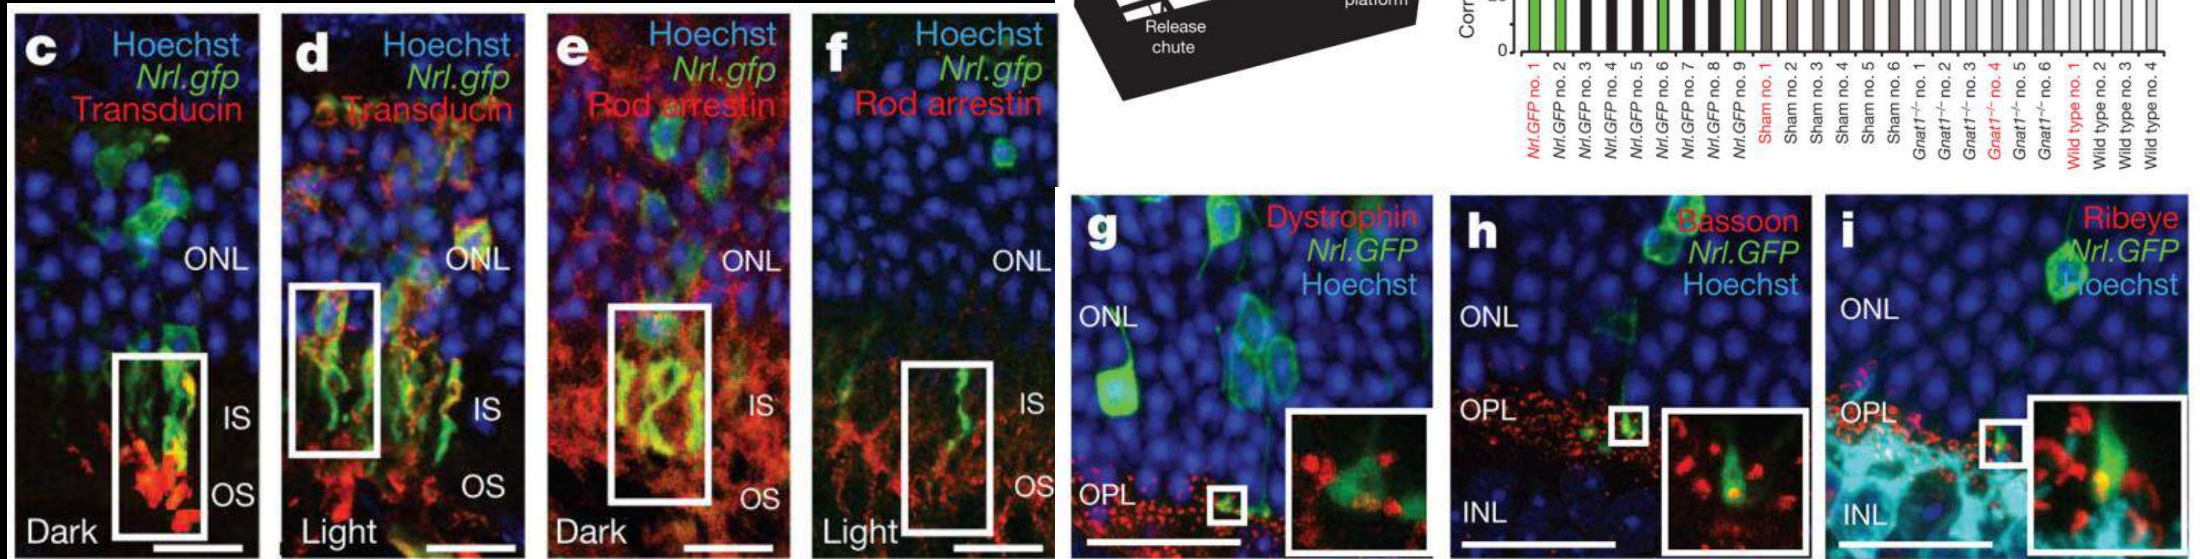 c
Hoechst
Nrl.gfp
Transducin
ONL
IS
OS
Dark
d
Hoechst
Nrl.gfp
Transducin
ONL
IS
OS
Light
e
Hoechst
Nrl.gfp
Rod arrestin
ONL
IS
OS
Dark
f
Hoechst
Nrl.gfp
Rod arrestin
ONL
IS
OS
Light
Release
chute
platform
Corr
0
Nrl.GFP no. 1
Nrl.GFP no. 2
Nrl.GFP no. 3
Nrl.GFP no. 4
Nrl.GFP no. 5
Nrl.GFP no. 6
Nrl.GFP no. 7
Nrl.GFP no. 8
Nrl.GFP no. 9
Sham no. 1
Sham no. 2
Sham no. 3
Sham no. 4
Sham no. 5
Sham no. 6
Gnat1⁻/⁻ no. 1
Gnat1⁻/⁻ no. 2
Gnat1⁻/⁻ no. 3
Gnat1⁻/⁻ no. 4
Gnat1⁻/⁻ no. 5
Gnat1⁻/⁻ no. 6
Wild type no. 1
Wild type no. 2
Wild type no. 3
Wild type no. 4
g
Dystrophin
Nrl.GFP
Hoechst
ONL
OPL
h
Bassoon
Nrl.GFP
Hoechst
ONL
OPL
INL
i
Ribeye
Nrl.GFP
Hoechst
ONL
OPL
INL